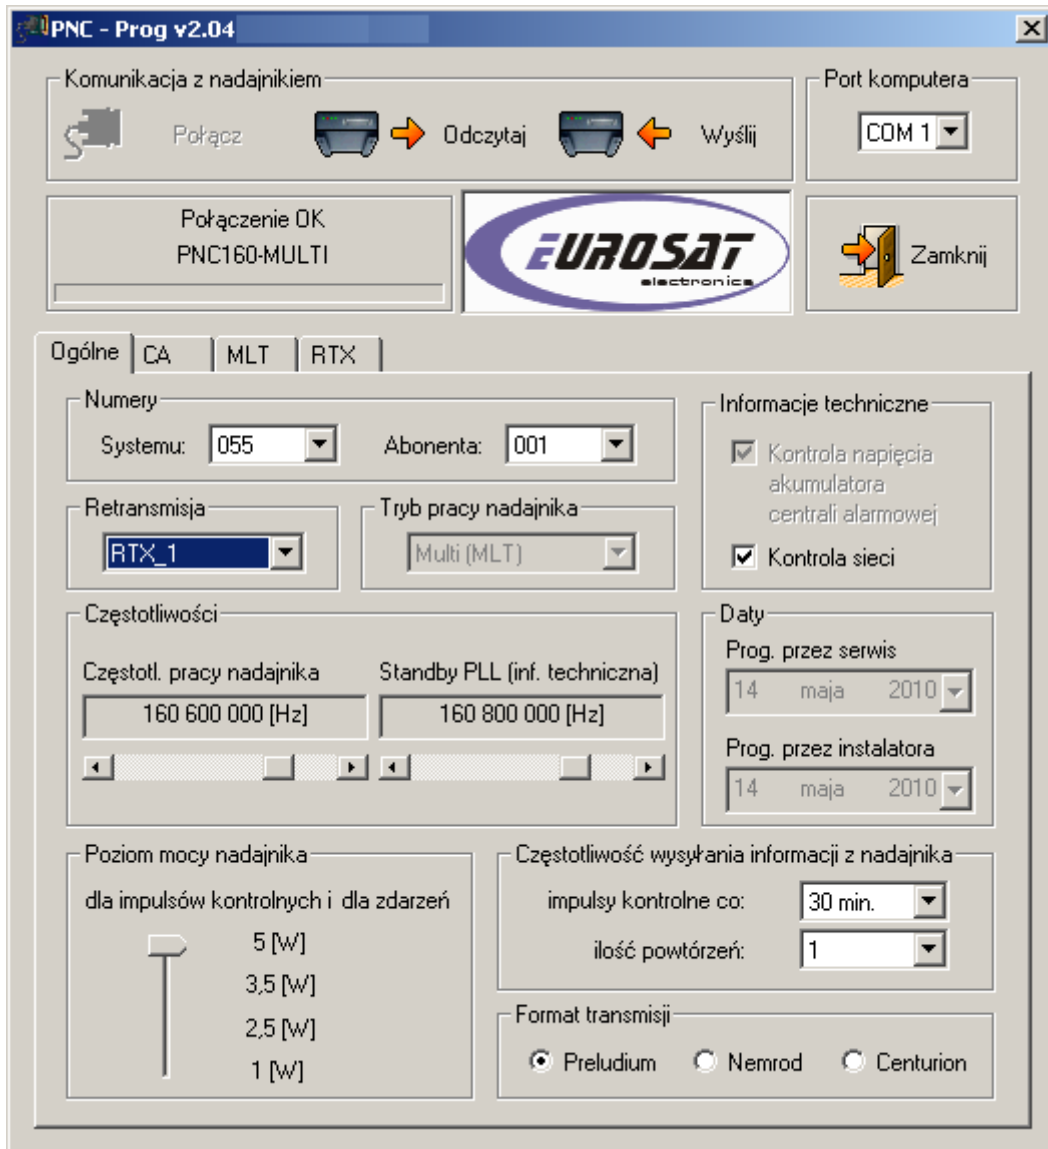 PNC - Prog v2.04
Komunikacja z nadajnikiem
Port komputera
Połącz
Odczytaj
Wyślij
COM 1
Połączenie OK
PNC160-MULTI
EUROSAT
electronics
Zamknij
Ogólne
CA
MLT
RTX
Numery
Systemu: 055
Abonenta: 001
Informacje techniczne
Kontrola napięcia
akumulatora
centrali alarmowej
Kontrola sieci
Retransmisja
RTX_1
Tryb pracy nadajnika
Multi (MLT)
Częstotliwości
Częstotl. pracy nadajnika
160 600 000 [Hz]
Standby PLL (inf. techniczna)
160 800 000 [Hz]
Daty
Prog. przez serwis
14 maja 2010
Prog. przez instalatora
14 maja 2010
Poziom mocy nadajnika
dla impulsów kontrolnych i dla zdarzeń
5 [W]
3,5 [W]
2,5 [W]
1 [W]
Częstotliwość wysyłania informacji z nadajnika
impulsy kontrolne co: 30 min.
ilość powtórzeń: 1
Format transmisji
Preludium
Nemrod
Centurion